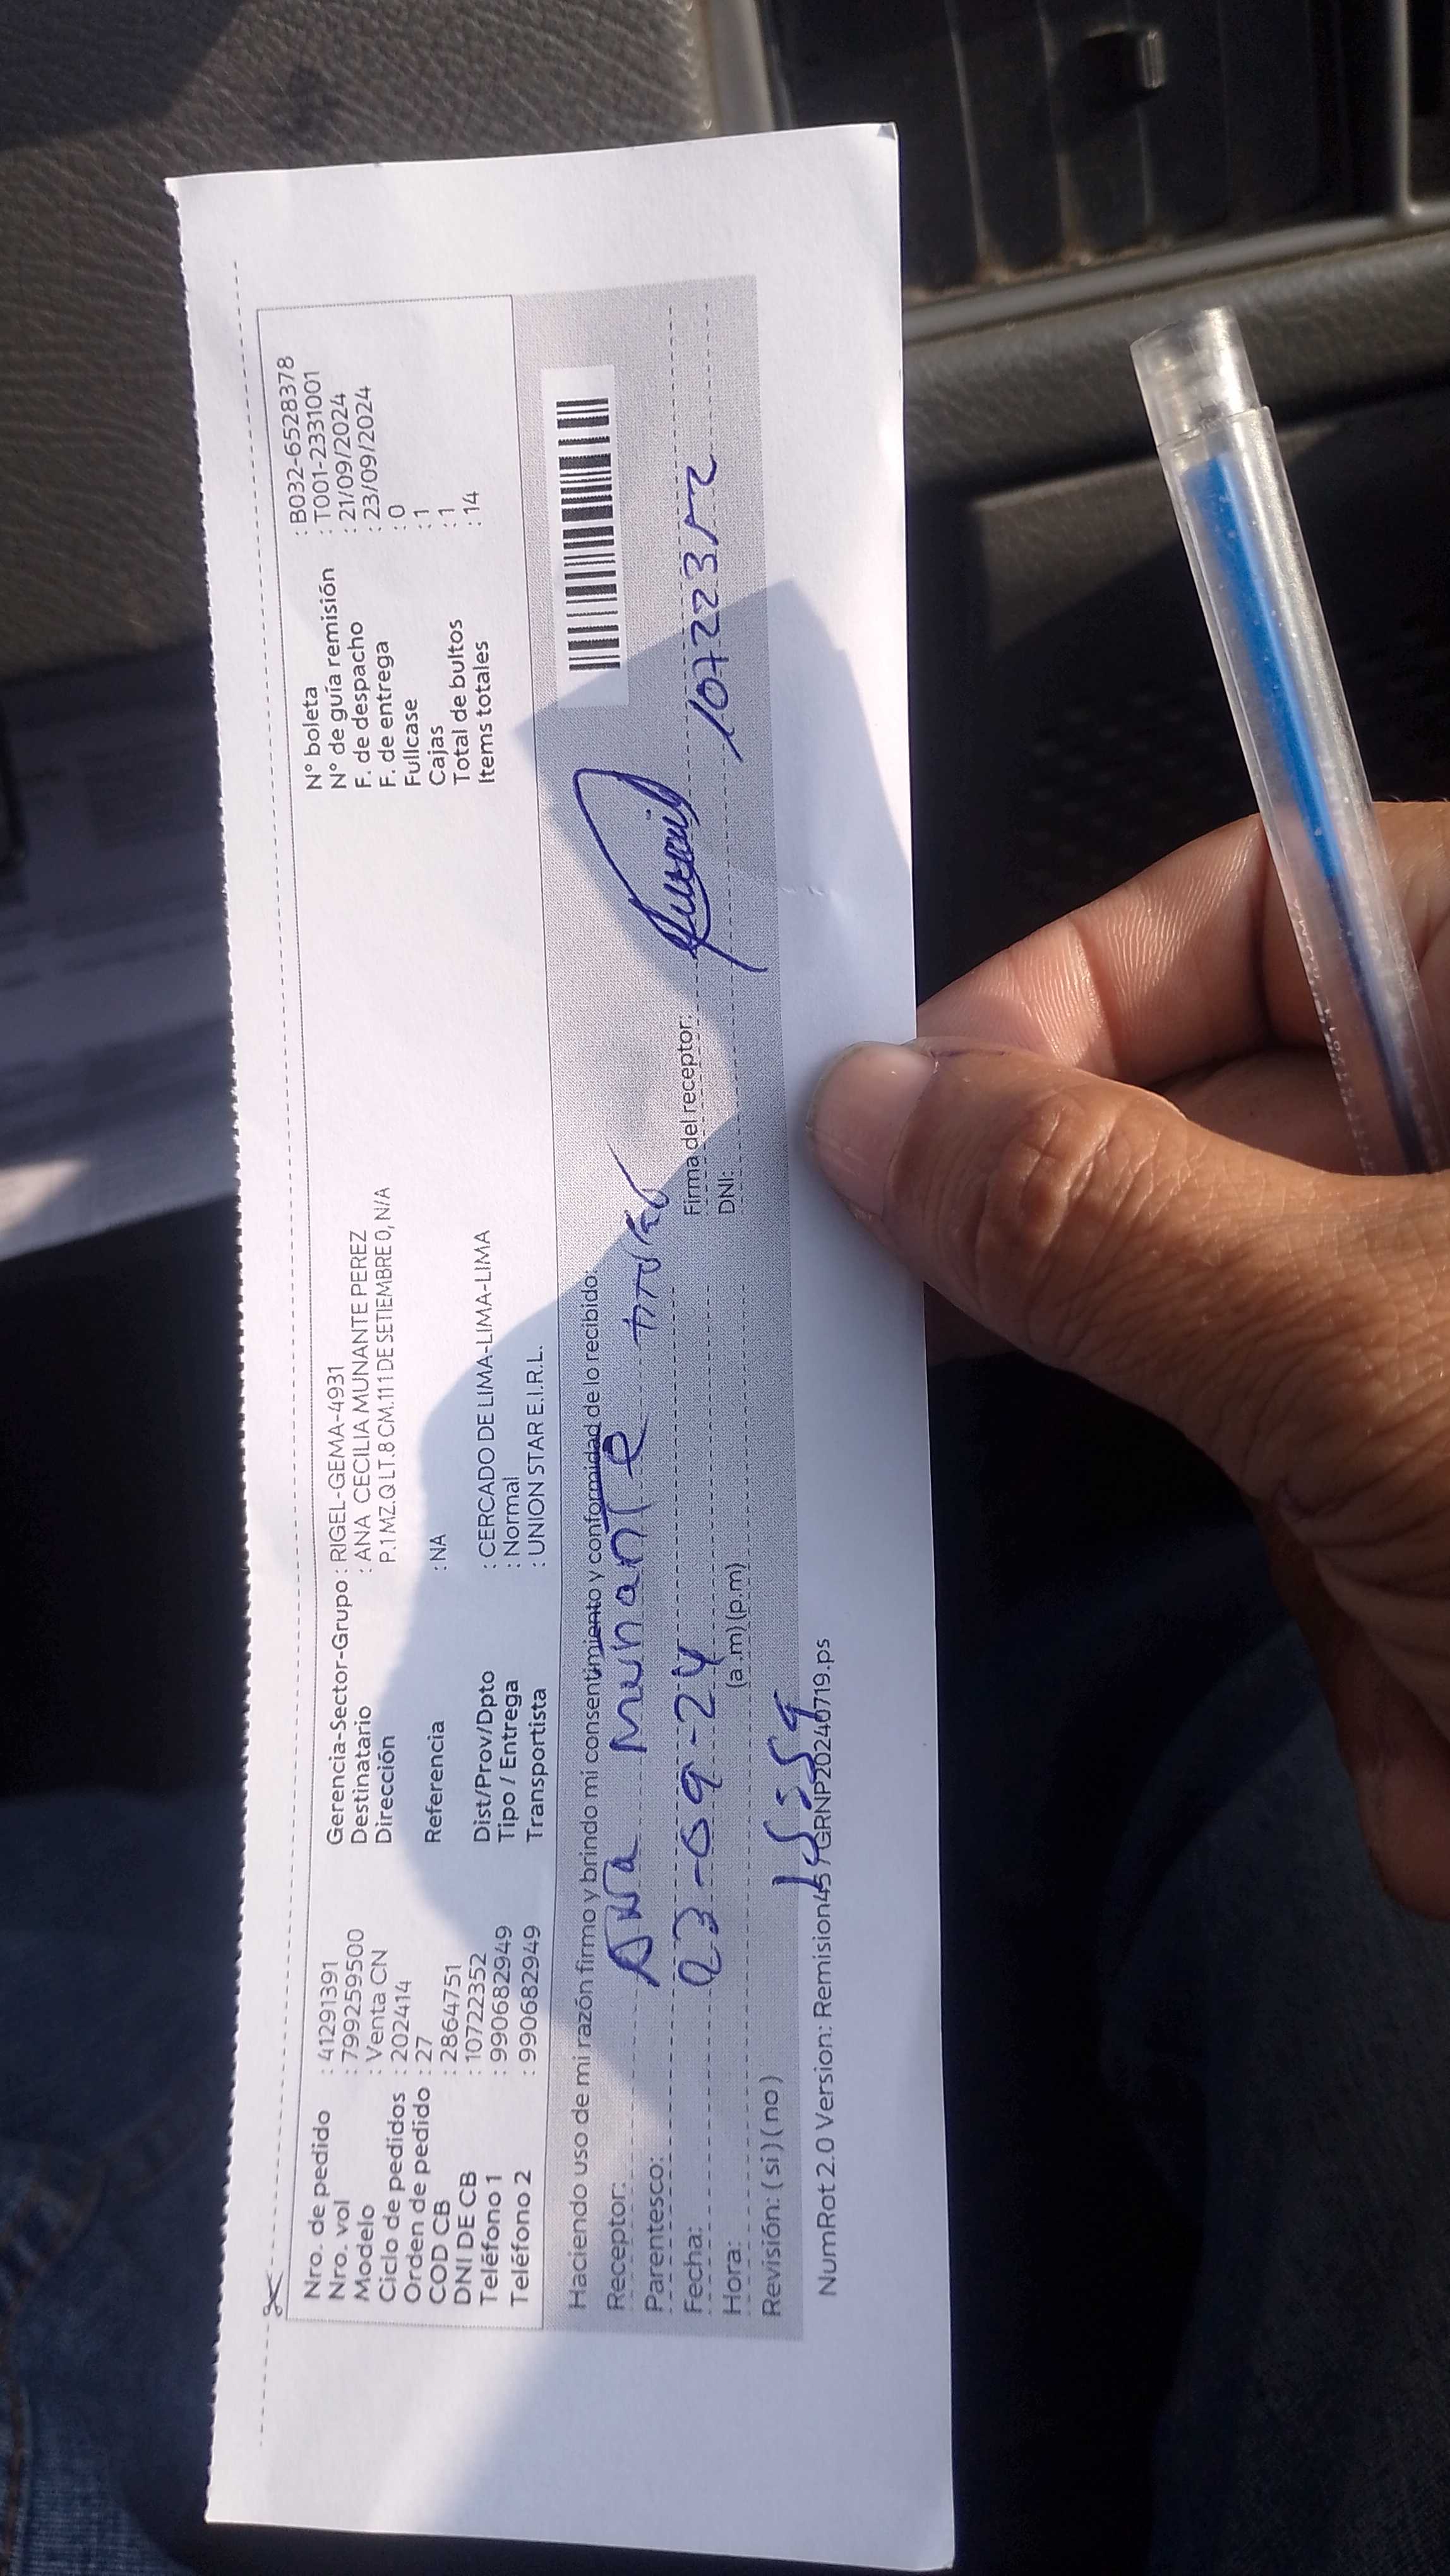 Nro. de pedido : 41291391
Nro. vol : 799259500
Modelo : Venta CN
Ciclo de pedidos : 202414
Orden de pedido : 27
COD CB : 2864751
DNI DE CB : 10722352
Teléfono 1 : 990682949
Teléfono 2 : 990682949
Gerencia-Sector-Grupo : RIGEL-GEMA-4931
Destinatario : ANA CECILIA MUNANTE PEREZ
Dirección P.1 MZ.Q LT.8 CM.11 11 DE SETIEMBRE 0, N/A
Referencia : NA
Dist/Prov/Dpto : CERCADO DE LIMA-LIMA-LIMA
Tipo / Entrega : Normal
Transportista : UNION STAR E.I.R.L.
N° boleta : B032-6528378
N° de guía remisión : T001-2331001
F. de despacho : 21/09/2024
F. de entrega : 23/09/2024
Fullcase : 0
Cajas : 1
Total de bultos : 1
Items totales : 14
Haciendo uso de mi razón firmo y brindo mi consentimiento y conformidad de lo recibido:
Receptor: Ana Munante
Parentesco:
Fecha: 23-09-24
Hora: (a.m) (p.m)
Revisión: ( si ) ( no )
Firma del receptor:
DNI: 10722352
NumRot 2.0 Version: Remision45 GRNP20240719.ps